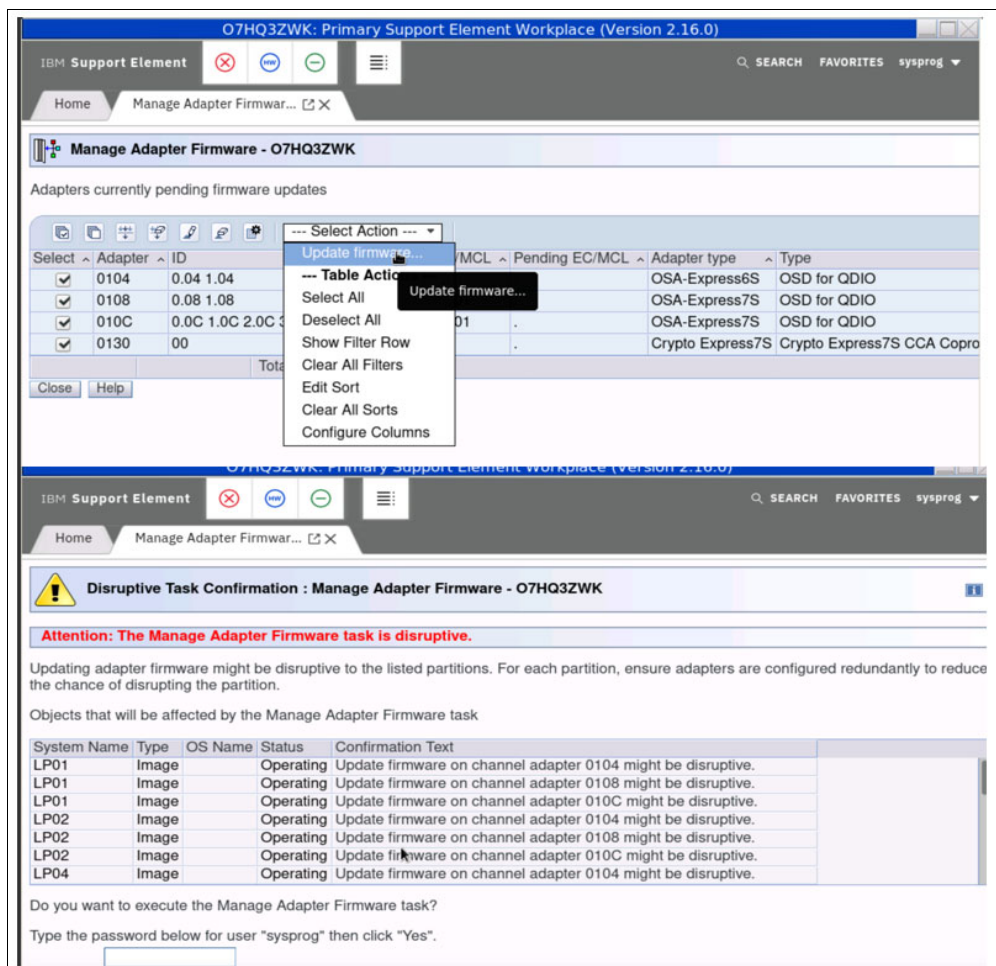 O7HQ3ZWK: Primary Support Element Workplace (Version 2.16.0)
IBM Support Element HW SEARCH FAVORITES sysprog
Home Manage Adapter Firmwar...
Manage Adapter Firmware - O7HQ3ZWK
Adapters currently pending firmware updates
--- Select Action ---
Select Adapter ID /MCL Pending EC/MCL Adapter type Type
0104 0.04 1.04 OSA-Express6S OSD for QDIO
0108 0.08 1.08 OSA-Express7S OSD for QDIO
010C 0.0C 1.0C 2.0C 3 01 . OSA-Express7S OSD for QDIO
0130 00 . Crypto Express7S Crypto Express7S CCA Copro
Tota
Update firmware...
--- Table Actio
Update firmware...
Select All
Deselect All
Show Filter Row
Clear All Filters
Edit Sort
Clear All Sorts
Configure Columns
Close Help
O7HQ3ZWK: Primary Support Element Workplace (Version 2.16.0)
IBM Support Element HW SEARCH FAVORITES sysprog
Home Manage Adapter Firmwar...
Disruptive Task Confirmation : Manage Adapter Firmware - O7HQ3ZWK
Attention: The Manage Adapter Firmware task is disruptive.
Updating adapter firmware might be disruptive to the listed partitions. For each partition, ensure adapters are configured redundantly to reduce
the chance of disrupting the partition.
Objects that will be affected by the Manage Adapter Firmware task
System Name Type OS Name Status Confirmation Text
LP01 Image Operating Update firmware on channel adapter 0104 might be disruptive.
LP01 Image Operating Update firmware on channel adapter 0108 might be disruptive.
LP01 Image Operating Update firmware on channel adapter 010C might be disruptive.
LP02 Image Operating Update firmware on channel adapter 0104 might be disruptive.
LP02 Image Operating Update firmware on channel adapter 0108 might be disruptive.
LP02 Image Operating Update firmware on channel adapter 010C might be disruptive.
LP04 Image Operating Update firmware on channel adapter 0104 might be disruptive.
Do you want to execute the Manage Adapter Firmware task?
Type the password below for user "sysprog" then click "Yes".